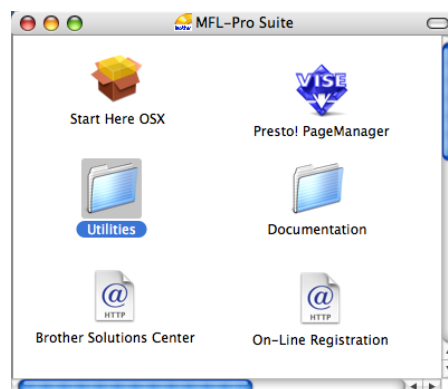 MFL-Pro Suite
Start Here OSX
VISE
Presto! PageManager
Utilities
Documentation
@
HTTP
Brother Solutions Center
@
HTTP
On-Line Registration